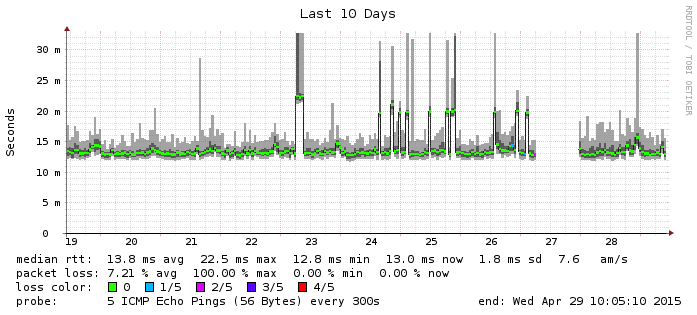 Last 10 Days
RRDTOOL / TOBI OETIKER
Seconds
30 m
25 m
20 m
15 m
10 m
5 m
0
19 20 21 22 23 24 25 26 27 28
median rtt: 13.8 ms avg 22.5 ms max 12.8 ms min 13.0 ms now 1.8 ms sd 7.6 am/s
packet loss: 7.21 % avg 100.00 % max 0.00 % min 0.00 % now
loss color: 0 1/5 2/5 3/5 4/5
probe: 5 ICMP Echo Pings (56 Bytes) every 300s end: Wed Apr 29 10:05:10 2015